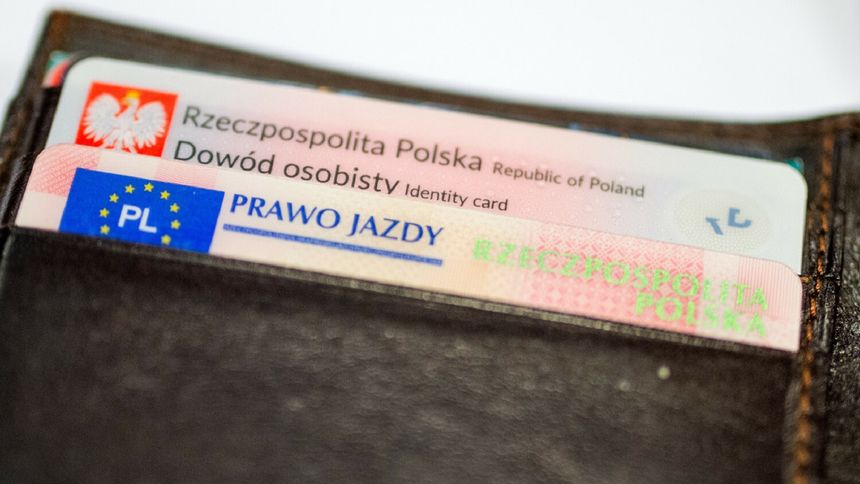 Rzeczpospolita Polska Republic of Poland
Dowód osobisty Identity card
PL
PRAWO JAZDY
RZECZPOSPOLITA
POLSKA